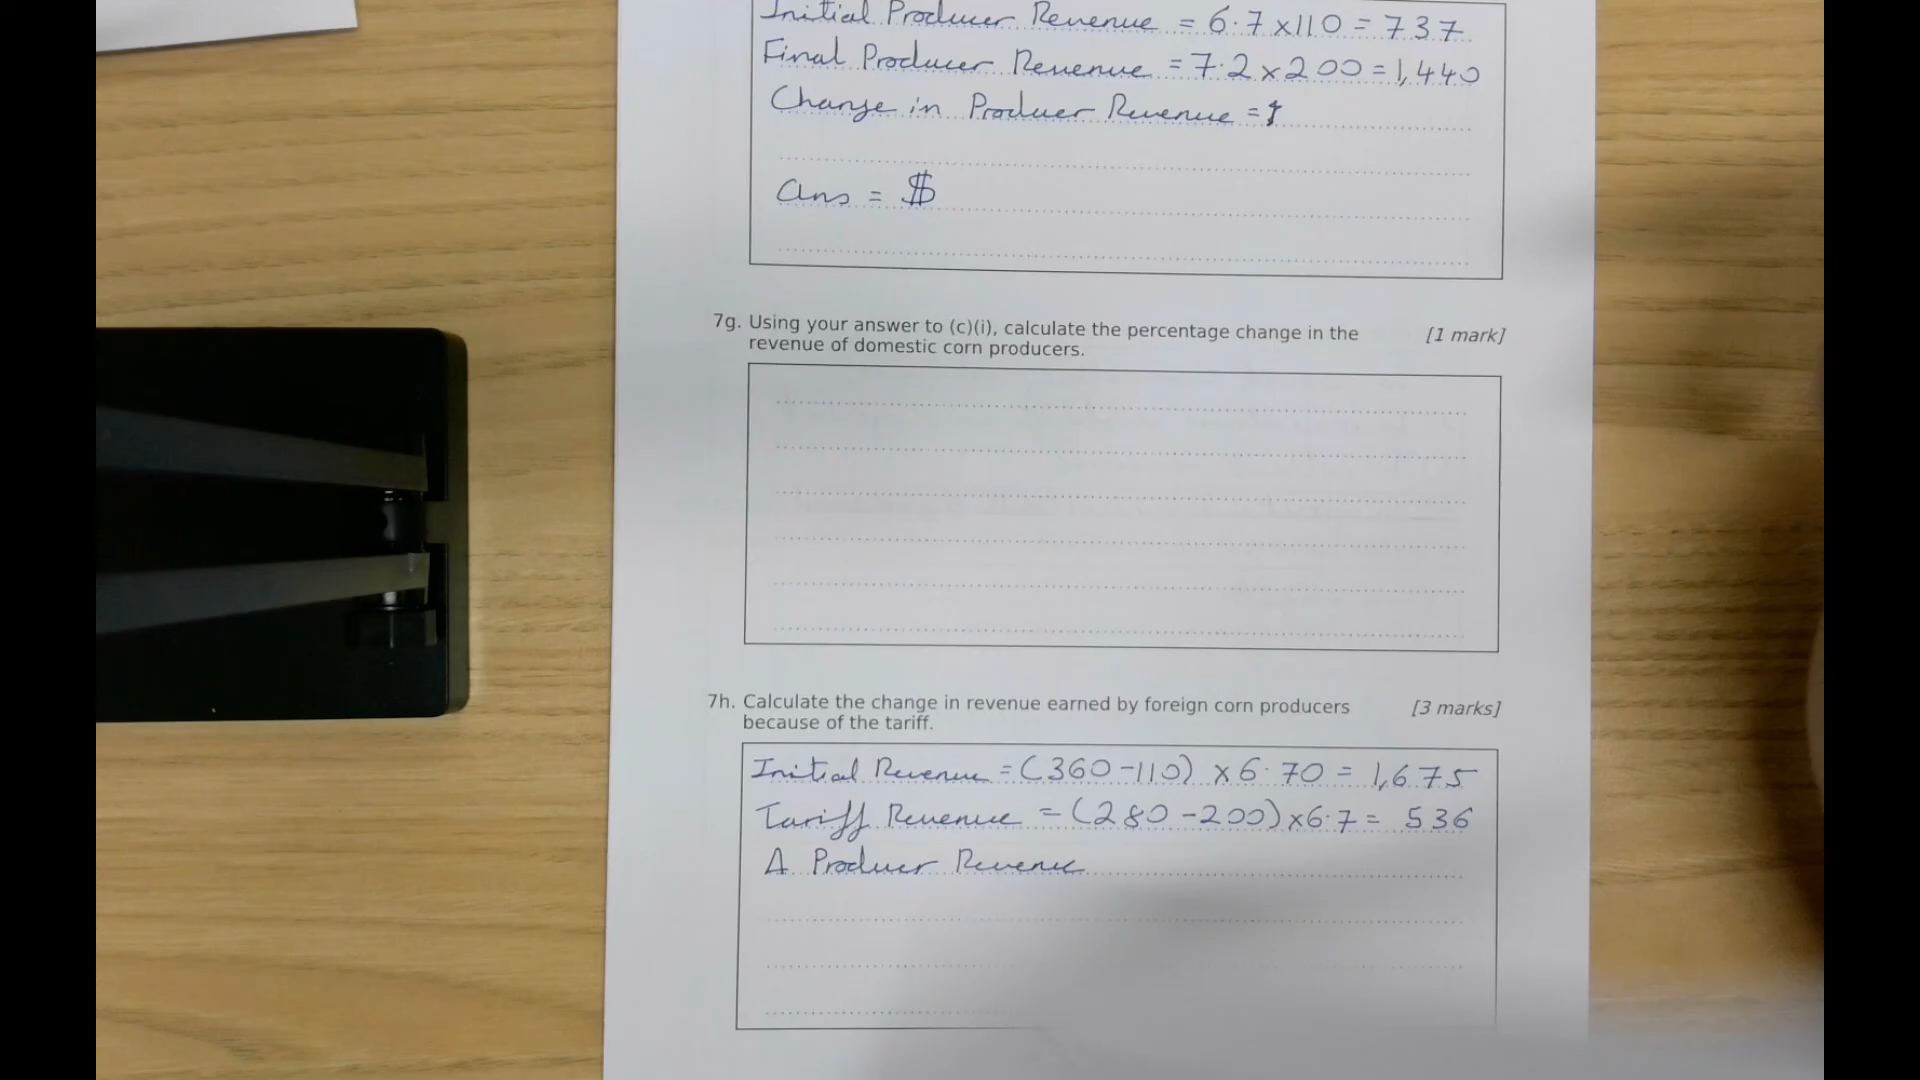 Initial Producer Revenue = 6.7 x110 = 737
Final Producer Revenue = 7.2 x 200 = 1,440
Change in Producer Revenue =
Ans = $
7g. Using your answer to (c)(i), calculate the percentage change in the [1 mark]
revenue of domestic corn producers.
7h. Calculate the change in revenue earned by foreign corn producers [3 marks]
because of the tariff.
Initial Revenue = (360 - 110) x 6.70 = 1,675
Tariff Revenue = (280 - 200) x 6.7 = 536
Δ Producer Revenue